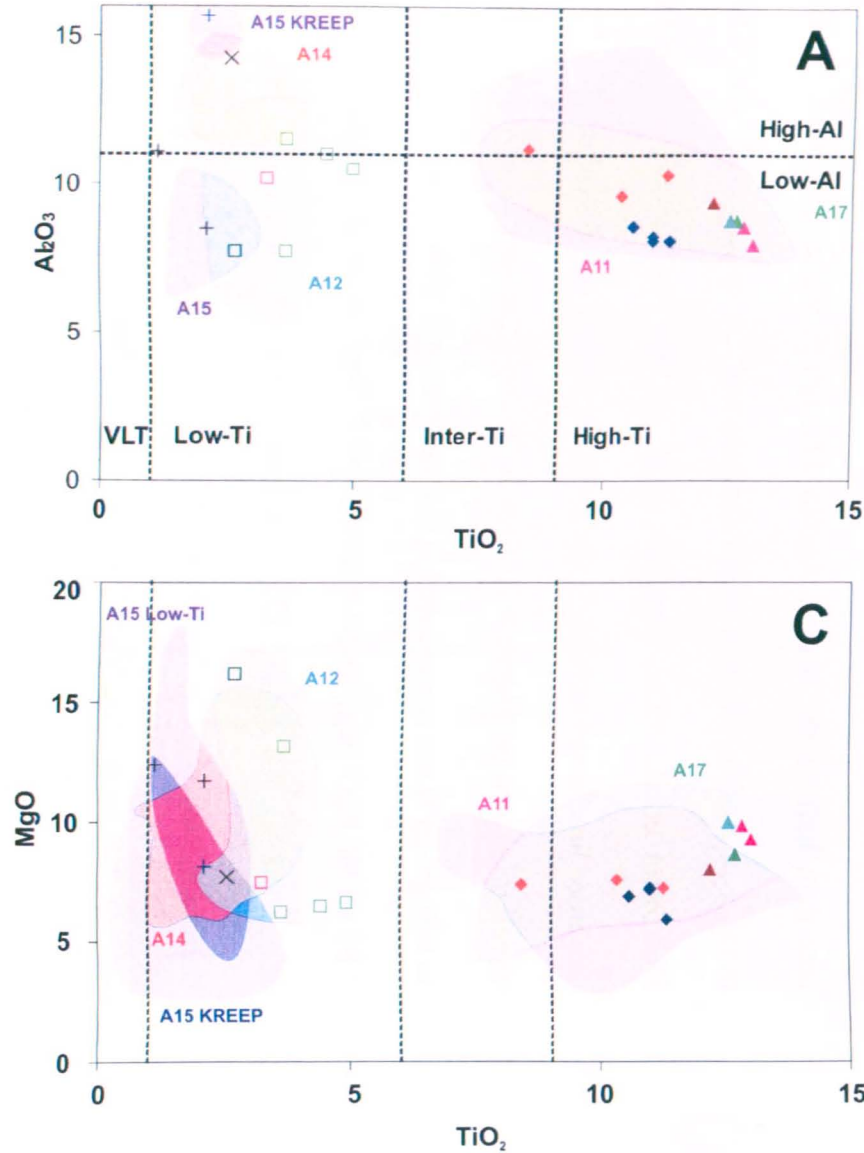 15
A15 KREEP
A14
A
High-Al
Low-Al
10
A17
A11
A12
A15
Al₂O₃
5
VLT
Low-Ti
Inter-Ti
High-Ti
0
0 5 10 15
TiO₂
20
A15 Low-Ti
C
A12
15
A17
A11
10
MgO
A14
5
A15 KREEP
0
0 5 10 15
TiO₂